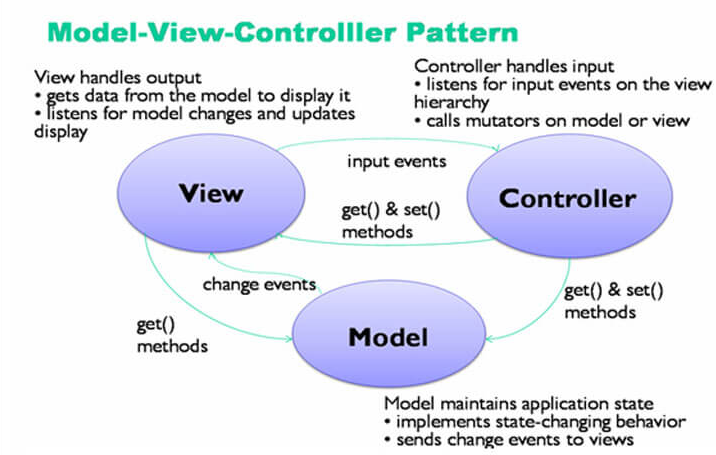 Model-View-Controlller Pattern
View handles output
• gets data from the model to display it
• listens for model changes and updates
display
Controller handles input
• listens for input events on the view
hierarchy
• calls mutators on model or view
input events
View
Controller
get() & set()
methods
change events
get() & set()
methods
get()
methods
Model
Model maintains application state
• implements state-changing behavior
• sends change events to views